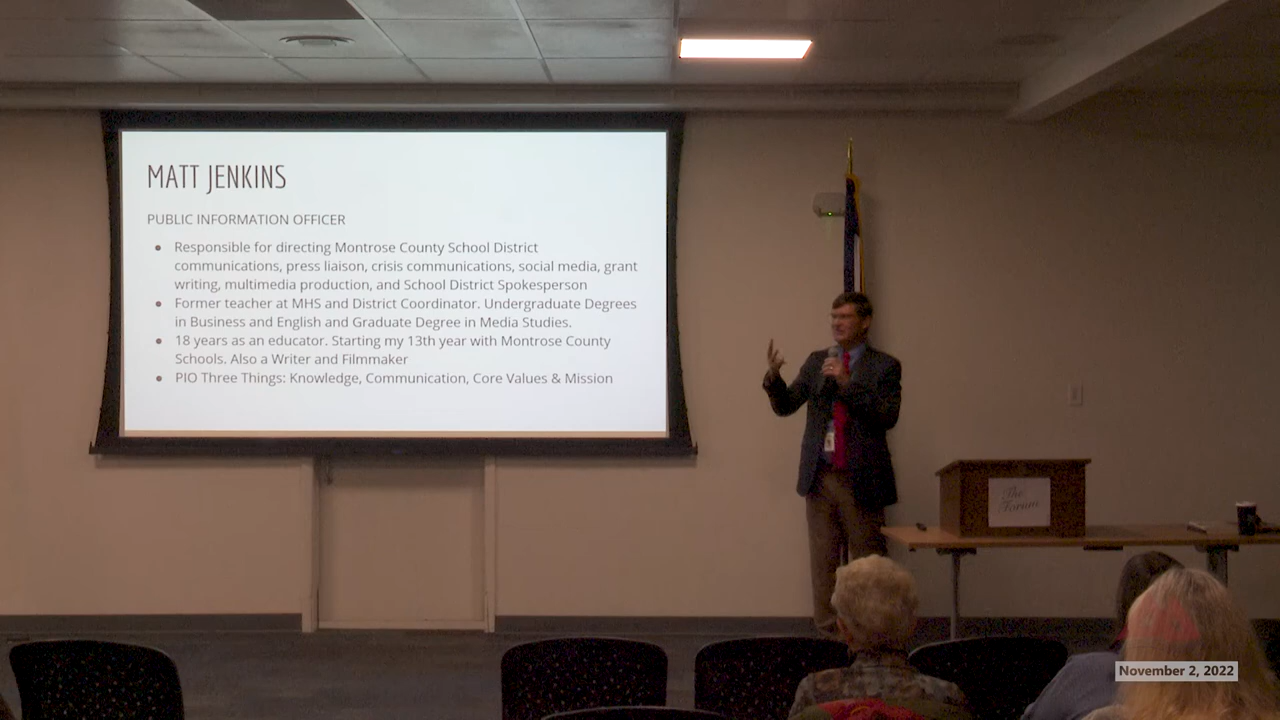 MATT JENKINS
PUBLIC INFORMATION OFFICER
● Responsible for directing Montrose County School District
communications, press liaison, crisis communications, social media, grant
writing, multimedia production, and School District Spokesperson
● Former teacher at MHS and District Coordinator. Undergraduate Degrees
in Business and English and Graduate Degree in Media Studies.
● 18 years as an educator. Starting my 13th year with Montrose County
Schools. Also a Writer and Filmmaker
● PIO Three Things: Knowledge, Communication, Core Values & Mission
The
Forum
November 2, 2022